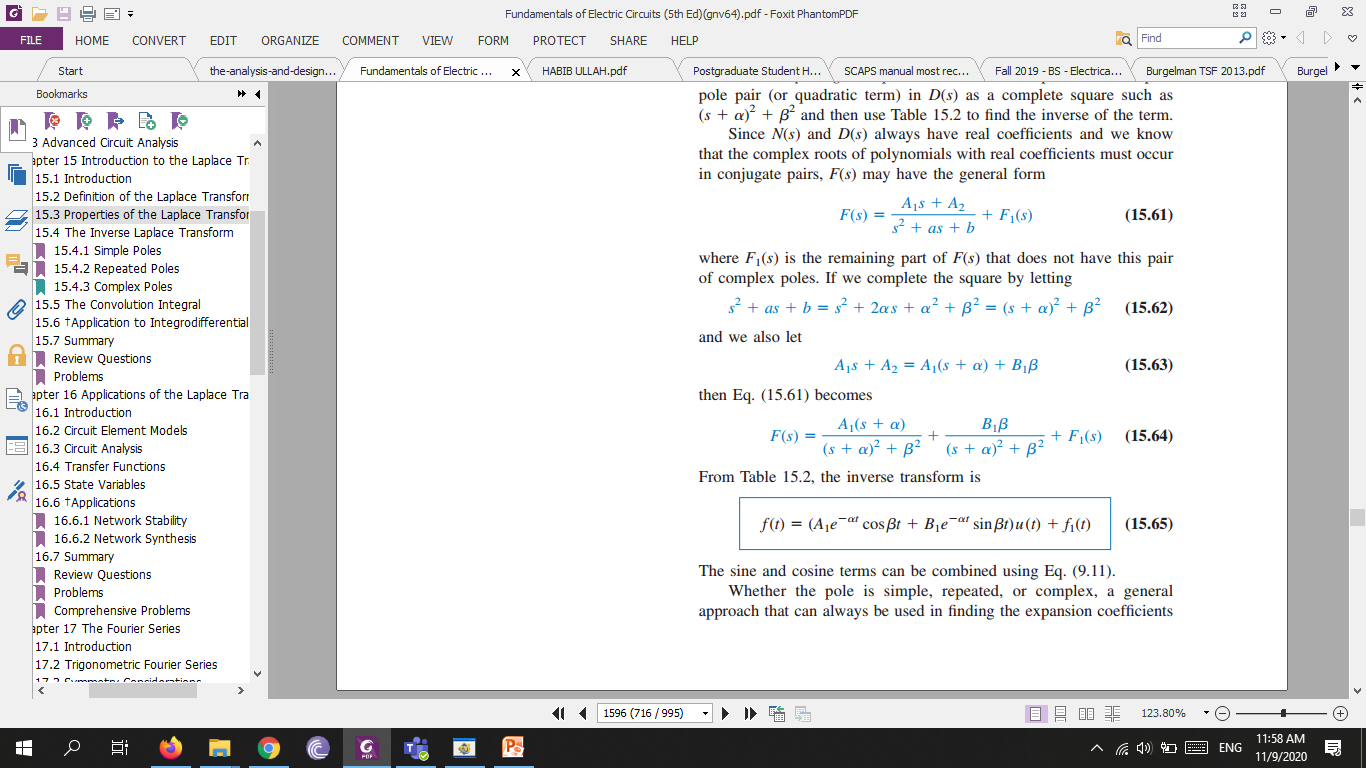 Fundamentals of Electric Circuits (5th Ed)(gnv64).pdf - Foxit PhantomPDF
FILE HOME CONVERT EDIT ORGANIZE COMMENT VIEW FORM PROTECT SHARE HELP Find
Start the-analysis-and-design... Fundamentals of Electric ... HABIB ULLAH.pdf Postgraduate Student H... SCAPS manual most rec... Fall 2019 - BS - Electrica... Burgelman TSF 2013.pdf Burgel
Bookmarks
3 Advanced Circuit Analysis
apter 15 Introduction to the Laplace Tr
15.1 Introduction
15.2 Definition of the Laplace Transfor
15.3 Properties of the Laplace Transfor
15.4 The Inverse Laplace Transform
15.4.1 Simple Poles
15.4.2 Repeated Poles
15.4.3 Complex Poles
15.5 The Convolution Integral
15.6 †Application to Integrodifferential
15.7 Summary
Review Questions
Problems
apter 16 Applications of the Laplace Tra
16.1 Introduction
16.2 Circuit Element Models
16.3 Circuit Analysis
16.4 Transfer Functions
16.5 State Variables
16.6 †Applications
16.6.1 Network Stability
16.6.2 Network Synthesis
16.7 Summary
Review Questions
Problems
Comprehensive Problems
apter 17 The Fourier Series
17.1 Introduction
17.2 Trigonometric Fourier Series
pole pair (or quadratic term) in D(s) as a complete square such as
(s + α)² + β² and then use Table 15.2 to find the inverse of the term.
Since N(s) and D(s) always have real coefficients and we know
that the complex roots of polynomials with real coefficients must occur
in conjugate pairs, F(s) may have the general form
F(s) = (A₁s + A₂)/(s² + as + b) + F₁(s) (15.61)
where F₁(s) is the remaining part of F(s) that does not have this pair
of complex poles. If we complete the square by letting
s² + as + b = s² + 2αs + α² + β² = (s + α)² + β² (15.62)
and we also let
A₁s + A₂ = A₁(s + α) + B₁β (15.63)
then Eq. (15.61) becomes
F(s) = A₁(s + α)/((s + α)² + β²) + B₁β/((s + α)² + β²) + F₁(s) (15.64)
From Table 15.2, the inverse transform is
f(t) = (A₁e^−αt cos βt + B₁e^−αt sin βt)u(t) + f₁(t) (15.65)
The sine and cosine terms can be combined using Eq. (9.11).
Whether the pole is simple, repeated, or complex, a general
approach that can always be used in finding the expansion coefficients
1596 (716 / 995) 123.80%
ENG 11:58 AM
11/9/2020